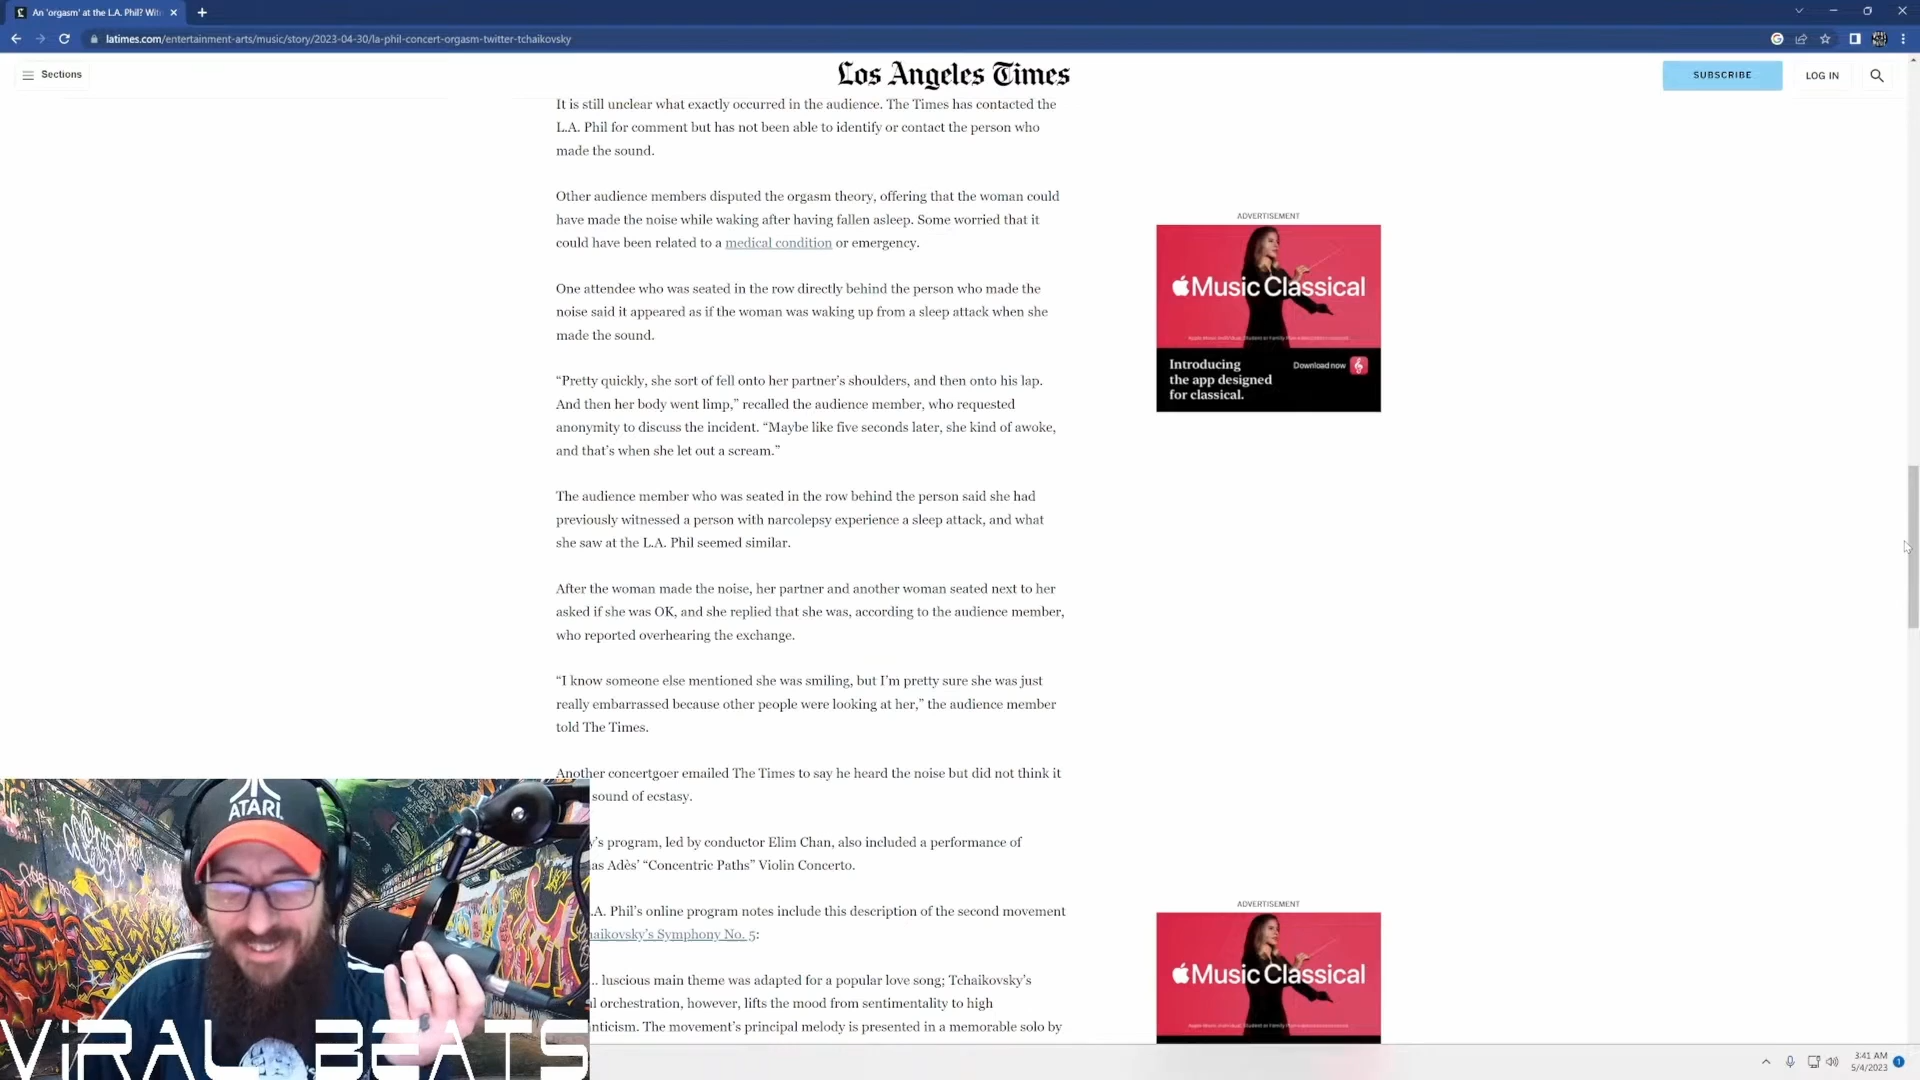 An 'orgasm' at the L.A. Phil? Wit
latimes.com/entertainment-arts/music/story/2023-04-30/la-phil-concert-orgasm-twitter-tchaikovsky
Sections
Los Angeles Times
SUBSCRIBE
LOG IN
It is still unclear what exactly occurred in the audience. The Times has contacted the
L.A. Phil for comment but has not been able to identify or contact the person who
made the sound.
Other audience members disputed the orgasm theory, offering that the woman could
have made the noise while waking after having fallen asleep. Some worried that it
could have been related to a medical condition or emergency.
One attendee who was seated in the row directly behind the person who made the
noise said it appeared as if the woman was waking up from a sleep attack when she
made the sound.
“Pretty quickly, she sort of fell onto her partner’s shoulders, and then onto his lap.
And then her body went limp,” recalled the audience member, who requested
anonymity to discuss the incident. “Maybe like five seconds later, she kind of awoke,
and that’s when she let out a scream.”
The audience member who was seated in the row behind the person said she had
previously witnessed a person with narcolepsy experience a sleep attack, and what
she saw at the L.A. Phil seemed similar.
After the woman made the noise, her partner and another woman seated next to her
asked if she was OK, and she replied that she was, according to the audience member,
who reported overhearing the exchange.
“I know someone else mentioned she was smiling, but I’m pretty sure she was just
really embarrassed because other people were looking at her,” the audience member
told The Times.
Another concertgoer emailed The Times to say he heard the noise but did not think it
sound of ecstasy.
’s program, led by conductor Elim Chan, also included a performance of
as Adès’ “Concentric Paths” Violin Concerto.
.A. Phil’s online program notes include this description of the second movement
haikovsky’s Symphony No. 5:
... luscious main theme was adapted for a popular love song; Tchaikovsky’s
l orchestration, however, lifts the mood from sentimentality to high
nticism. The movement’s principal melody is presented in a memorable solo by
ADVERTISEMENT
Music Classical
Introducing
the app designed
for classical.
Download now
ADVERTISEMENT
Music Classical
ATARI
ViRAL BEATS
3:41 AM
5/4/2023
1